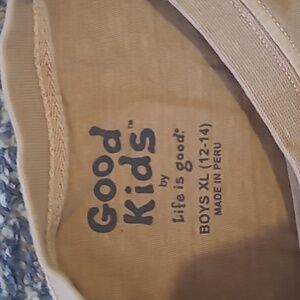 Good
Kids™
by
Life is good®
BOYS XL (12-14)
MADE IN PERU